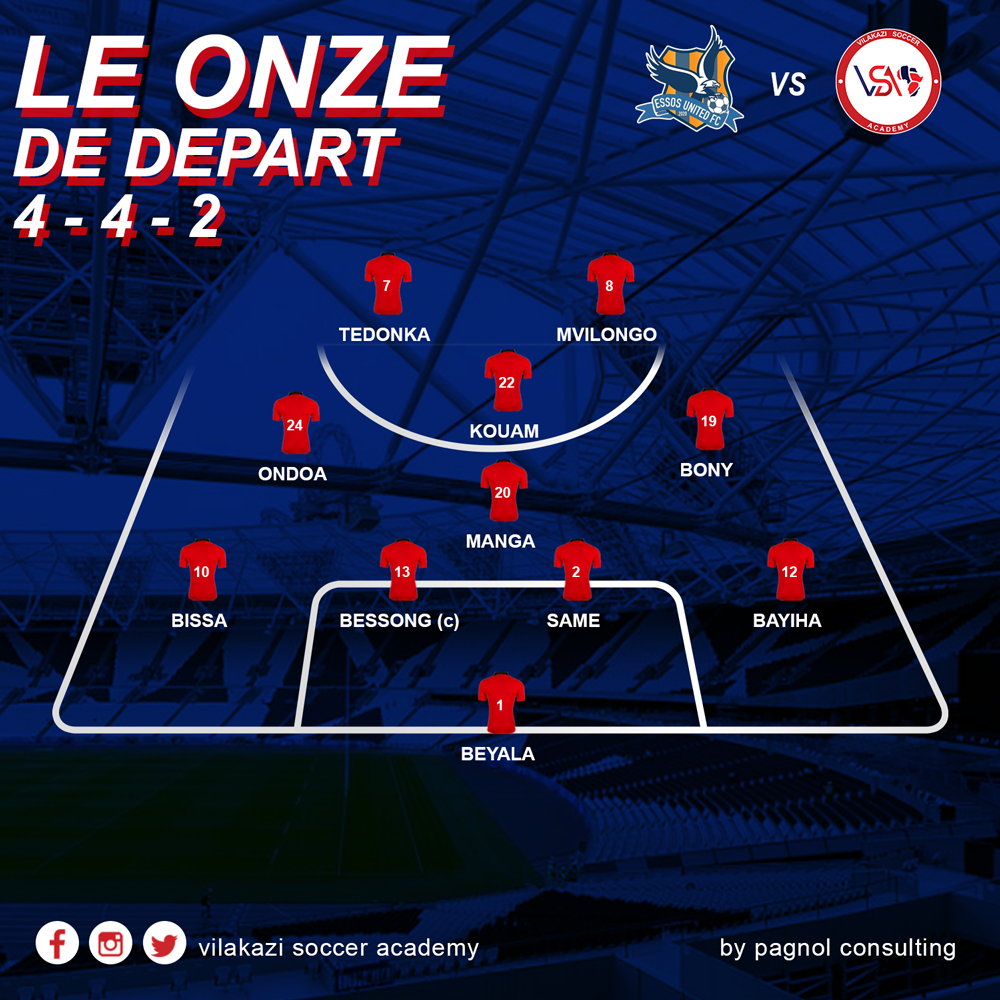 LE ONZE
DE DEPART
4 - 4 - 2
ESSOS UNITED FC
VS
VILAKAZI SOCCER
VSA
ACADEMY
7
TEDONKA
8
MVILONGO
22
KOUAM
24
ONDOA
19
BONY
20
MANGA
10
BISSA
13
BESSONG (c)
2
SAME
12
BAYIHA
1
BEYALA
vilakazi soccer academy
by pagnol consulting